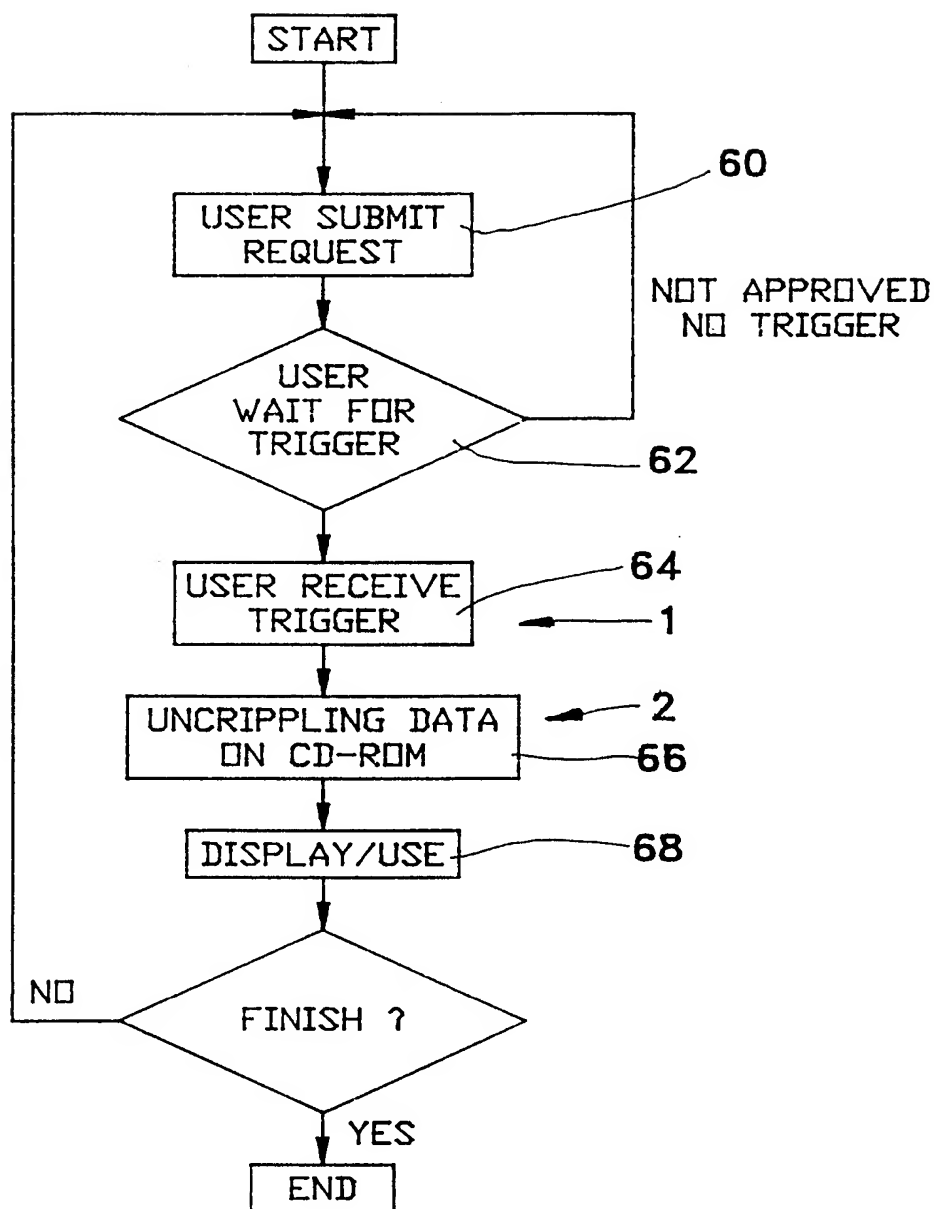 START
60
USER SUBMIT
REQUEST
NOT APPROVED
NO TRIGGER
USER
WAIT FOR
TRIGGER
62
USER RECEIVE
TRIGGER
64
1
UNCRIPPLING DATA
ON CD-ROM
2
66
DISPLAY/USE
68
NO
FINISH ?
YES
END